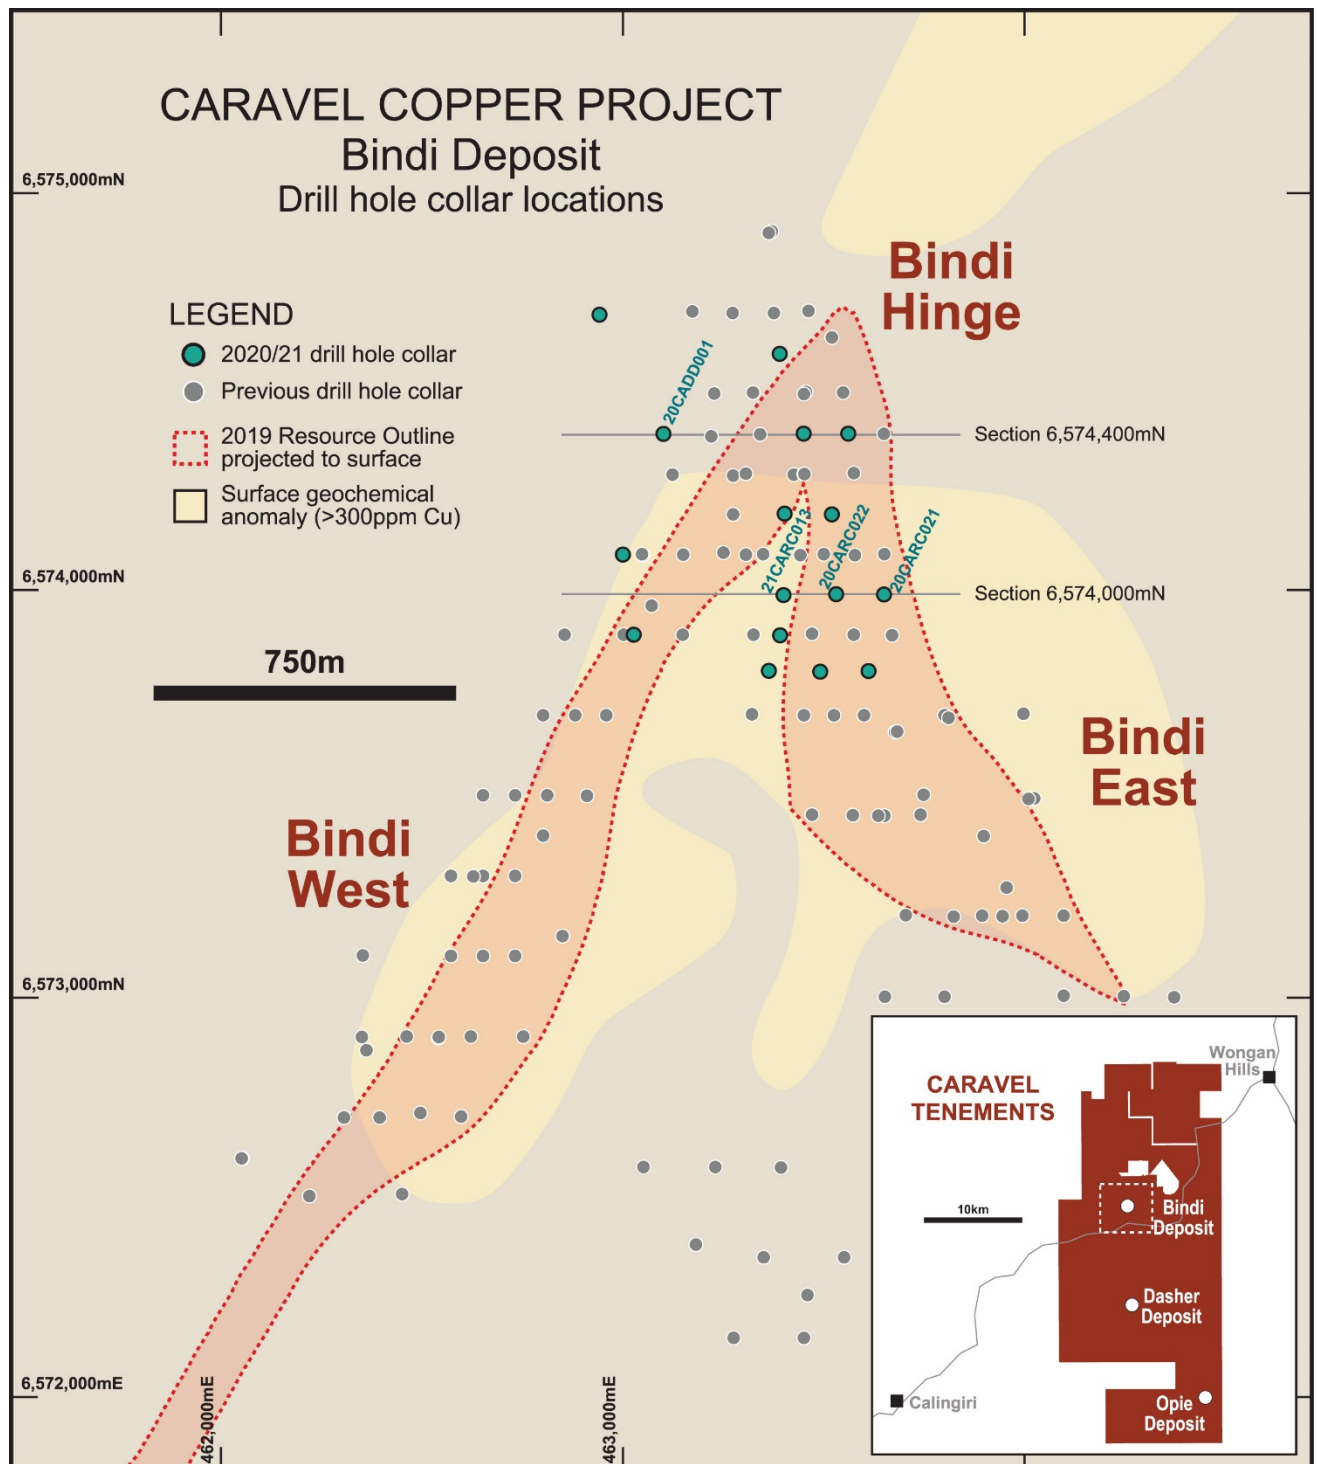 CARAVEL COPPER PROJECT
Bindi Deposit
Drill hole collar locations
6,575,000mN
Bindi
Hinge
LEGEND
2020/21 drill hole collar
Previous drill hole collar
2019 Resource Outline
projected to surface
Surface geochemical
anomaly (>300ppm Cu)
20CADD001
Section 6,574,400mN
21CARC013
20CARC022
20CARC021
6,574,000mN
Section 6,574,000mN
750m
Bindi
East
Bindi
West
6,573,000mN
6,572,000mE
462,000mE
463,000mE
CARAVEL
TENEMENTS
Wongan
Hills
10km
Bindi
Deposit
Dasher
Deposit
Calingiri
Opie
Deposit